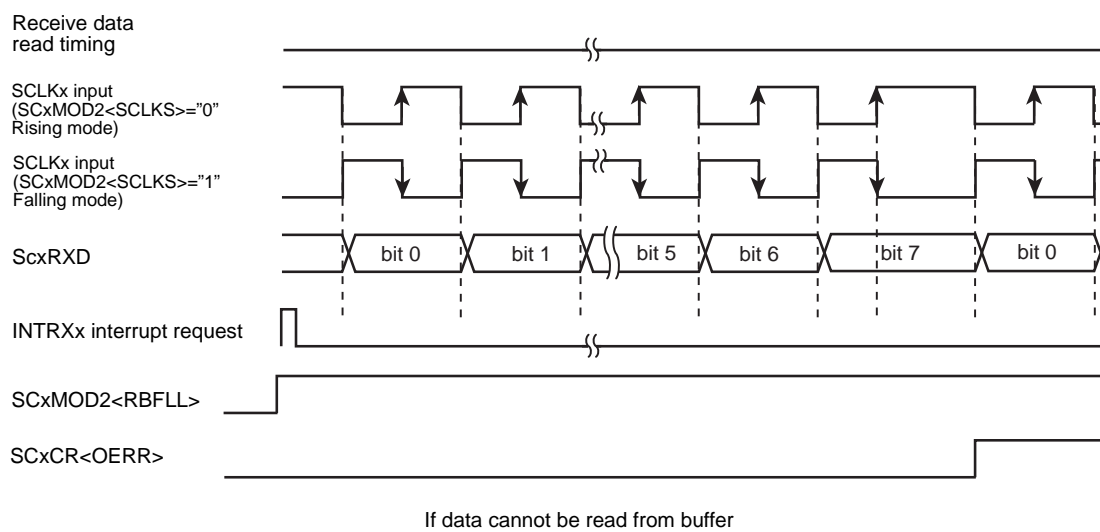 Receive data
read timing
SCLKx input
(SCxMOD2<SCLKS>=”0”
Rising mode)
SCLKx input
(SCxMOD2<SCLKS>=”1”
Falling mode)
ScxRXD
bit 0
bit 1
bit 5
bit 6
bit 7
bit 0
INTRXx interrupt request
SCxMOD2<RBFLL>
SCxCR<OERR>
If data cannot be read from buffer